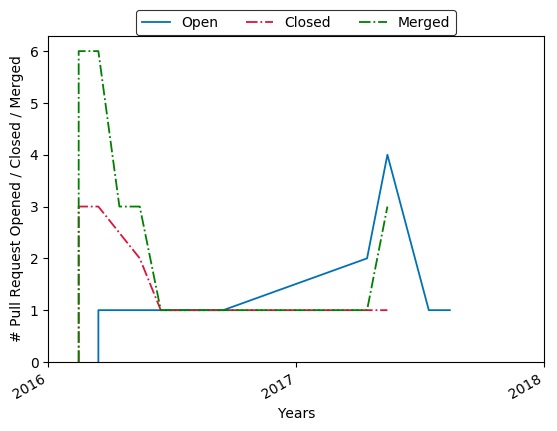 Open Closed Merged
# Pull Request Opened / Closed / Merged
6
5
4
3
2
1
0
2016 2017 2018
Years